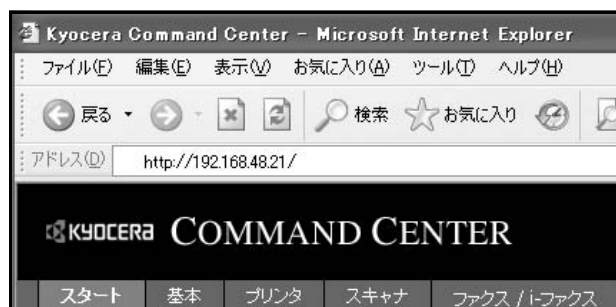 Kyocera Command Center - Microsoft Internet Explorer
ファイル(F) 編集(E) 表示(V) お気に入り(A) ツール(T) ヘルプ(H)
戻る 検索 お気に入り
アドレス(D) http://192.168.48.21/
KYOCERA COMMAND CENTER
スタート 基本 プリンタ スキャナ ファクス / i-ファクス